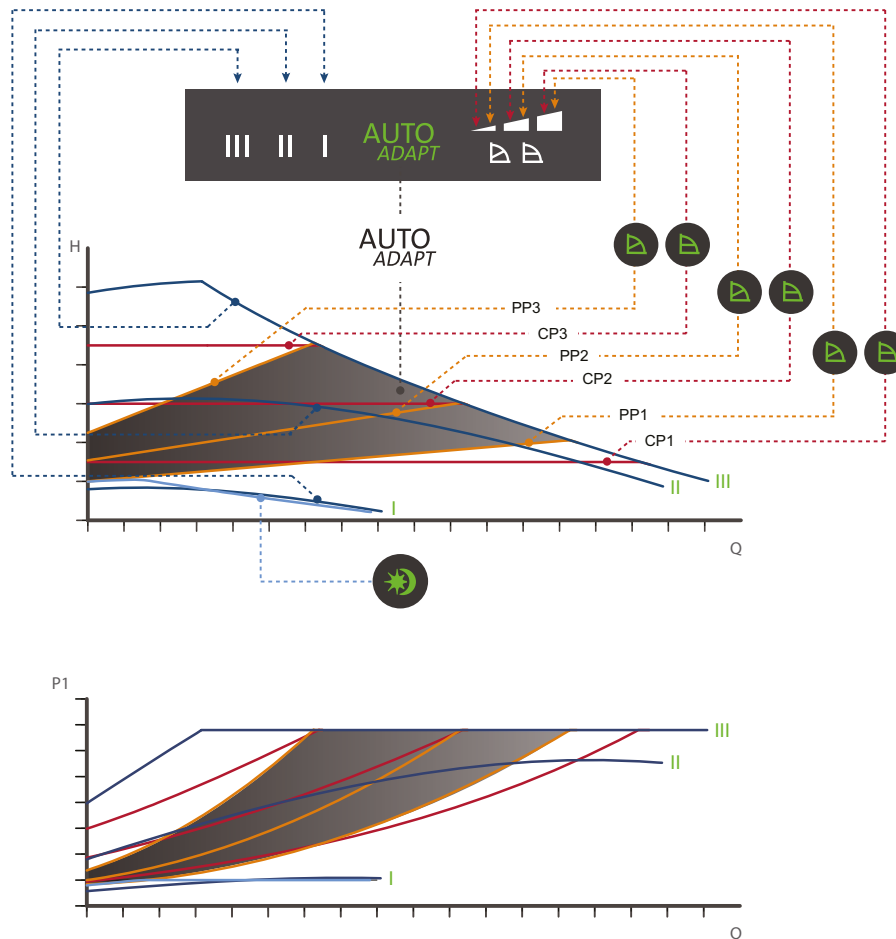 III II I AUTO
ADAPT
AUTO
ADAPT
H
PP3
CP3
PP2
CP2
PP1
CP1
III
II
I
Q
P1
III
II
I
Q